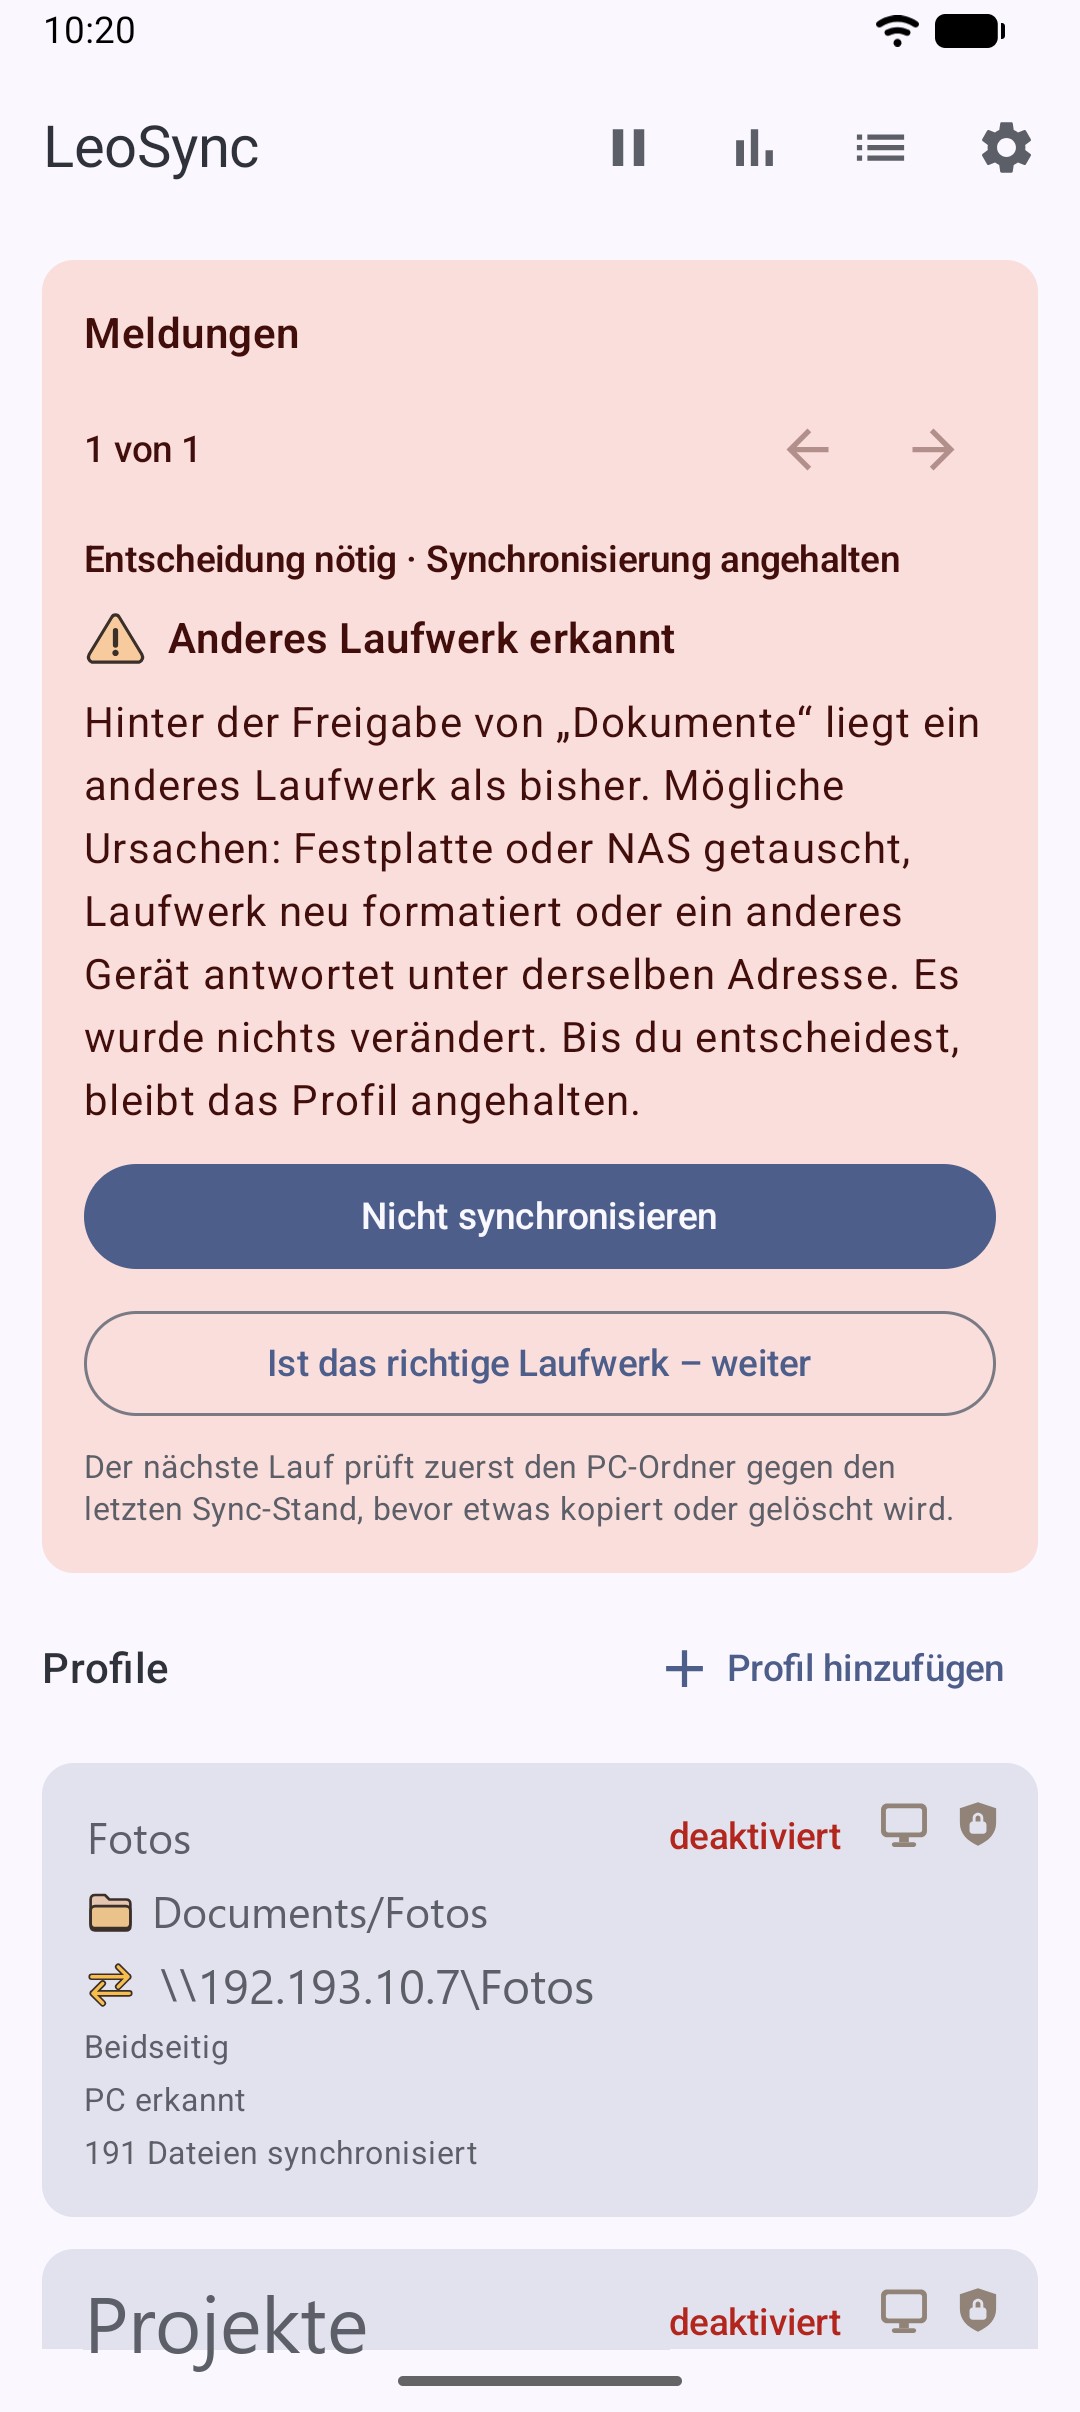 10:20
LeoSync
Meldungen
1 von 1
Entscheidung nötig · Synchronisierung angehalten
Anderes Laufwerk erkannt
Hinter der Freigabe von „Dokumente“ liegt ein
anderes Laufwerk als bisher. Mögliche
Ursachen: Festplatte oder NAS getauscht,
Laufwerk neu formatiert oder ein anderes
Gerät antwortet unter derselben Adresse. Es
wurde nichts verändert. Bis du entscheidest,
bleibt das Profil angehalten.
Nicht synchronisieren
Ist das richtige Laufwerk – weiter
Der nächste Lauf prüft zuerst den PC-Ordner gegen den
letzten Sync-Stand, bevor etwas kopiert oder gelöscht wird.
Profile
Profil hinzufügen
Fotos
deaktiviert
Documents/Fotos
\\192.193.10.7\Fotos
Beidseitig
PC erkannt
191 Dateien synchronisiert
Projekte
deaktiviert